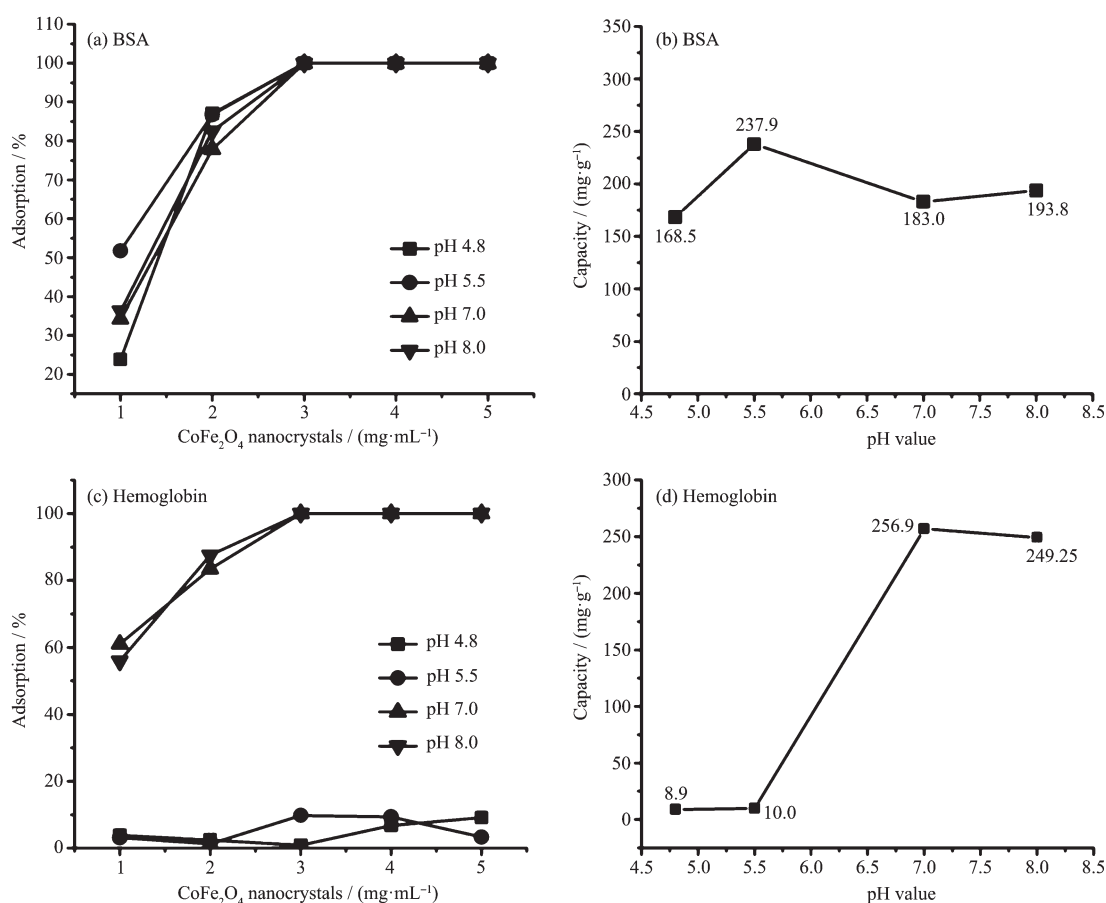 (a) BSA
Adsorption / %
100
90
80
70
60
50
40
30
20
pH 4.8
pH 5.5
pH 7.0
pH 8.0
1 2 3 4 5
CoFe₂O₄ nanocrystals / (mg·mL⁻¹)
(b) BSA
Capacity / (mg·g⁻¹)
350
300
250
200
150
100
50
0
237.9
168.5
183.0
193.8
4.5 5.0 5.5 6.0 6.5 7.0 7.5 8.0 8.5
pH value
(c) Hemoglobin
Adsorption / %
100
80
60
40
20
0
pH 4.8
pH 5.5
pH 7.0
pH 8.0
1 2 3 4 5
CoFe₂O₄ nanocrystals / (mg·mL⁻¹)
(d) Hemoglobin
Capacity / (mg·g⁻¹)
300
250
200
150
100
50
0
256.9
249.25
8.9
10.0
4.5 5.0 5.5 6.0 6.5 7.0 7.5 8.0 8.5
pH value